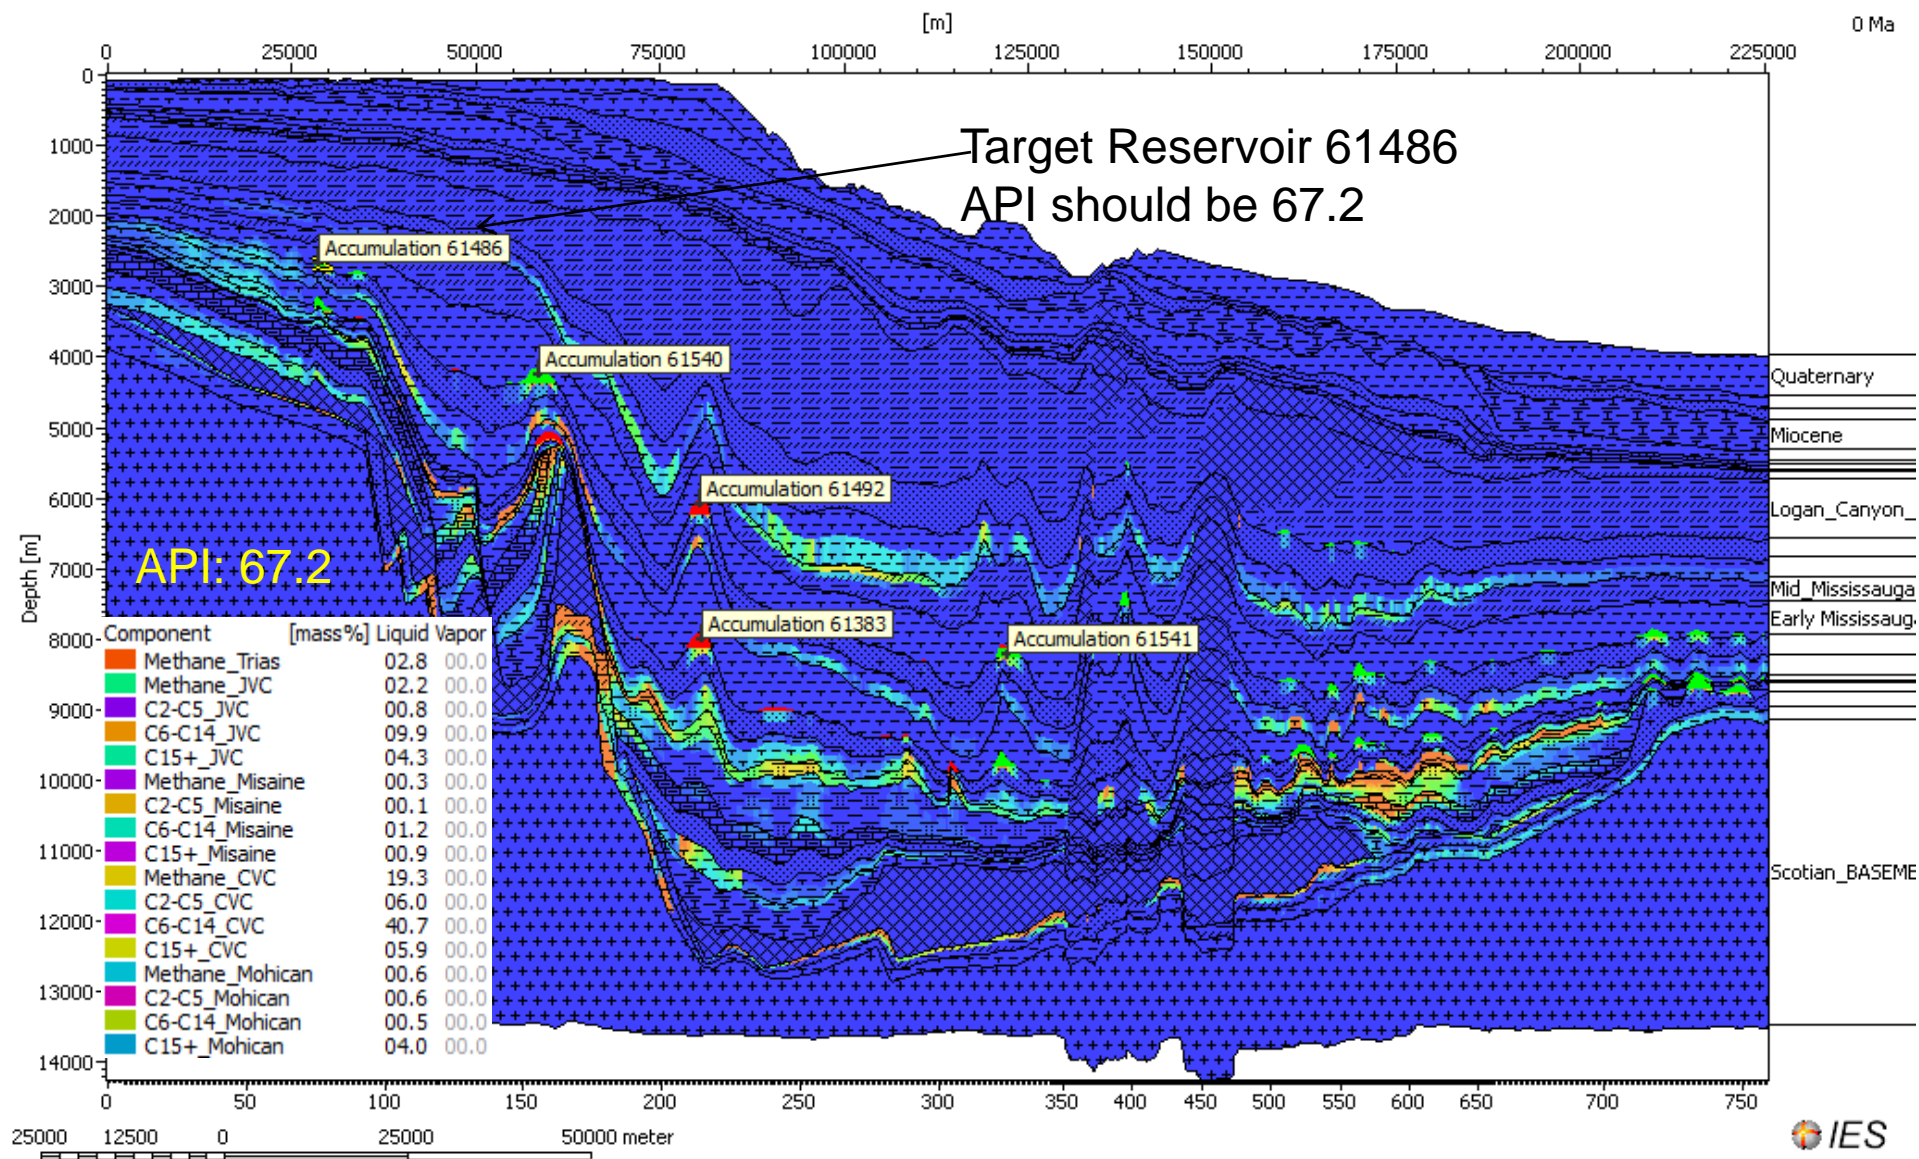 [m]
0 Ma
0 25000 50000 75000 100000 125000 150000 175000 200000 225000
0
1000
2000
3000
4000
5000
6000
7000
8000
9000
10000
11000
12000
13000
14000
Depth [m]
Target Reservoir 61486
API should be 67.2
Accumulation 61486
Accumulation 61540
Accumulation 61492
Accumulation 61383
Accumulation 61541
API: 67.2
Component [mass%] Liquid Vapor
Methane_Trias 02.8 00.0
Methane_JVC 02.2 00.0
C2-C5_JVC 00.8 00.0
C6-C14_JVC 09.9 00.0
C15+_JVC 04.3 00.0
Methane_Misaine 00.3 00.0
C2-C5_Misaine 00.1 00.0
C6-C14_Misaine 01.2 00.0
C15+_Misaine 00.9 00.0
Methane_CVC 19.3 00.0
C2-C5_CVC 06.0 00.0
C6-C14_CVC 40.7 00.0
C15+_CVC 05.9 00.0
Methane_Mohican 00.6 00.0
C2-C5_Mohican 00.6 00.0
C6-C14_Mohican 00.5 00.0
C15+_Mohican 04.0 00.0
Quaternary
Miocene
Logan_Canyon_
Mid_Mississauga
Early Mississauga
Scotian_BASEME
0 50 100 150 200 250 300 350 400 450 500 550 600 650 700 750
25000 12500 0 25000 50000 meter
IES